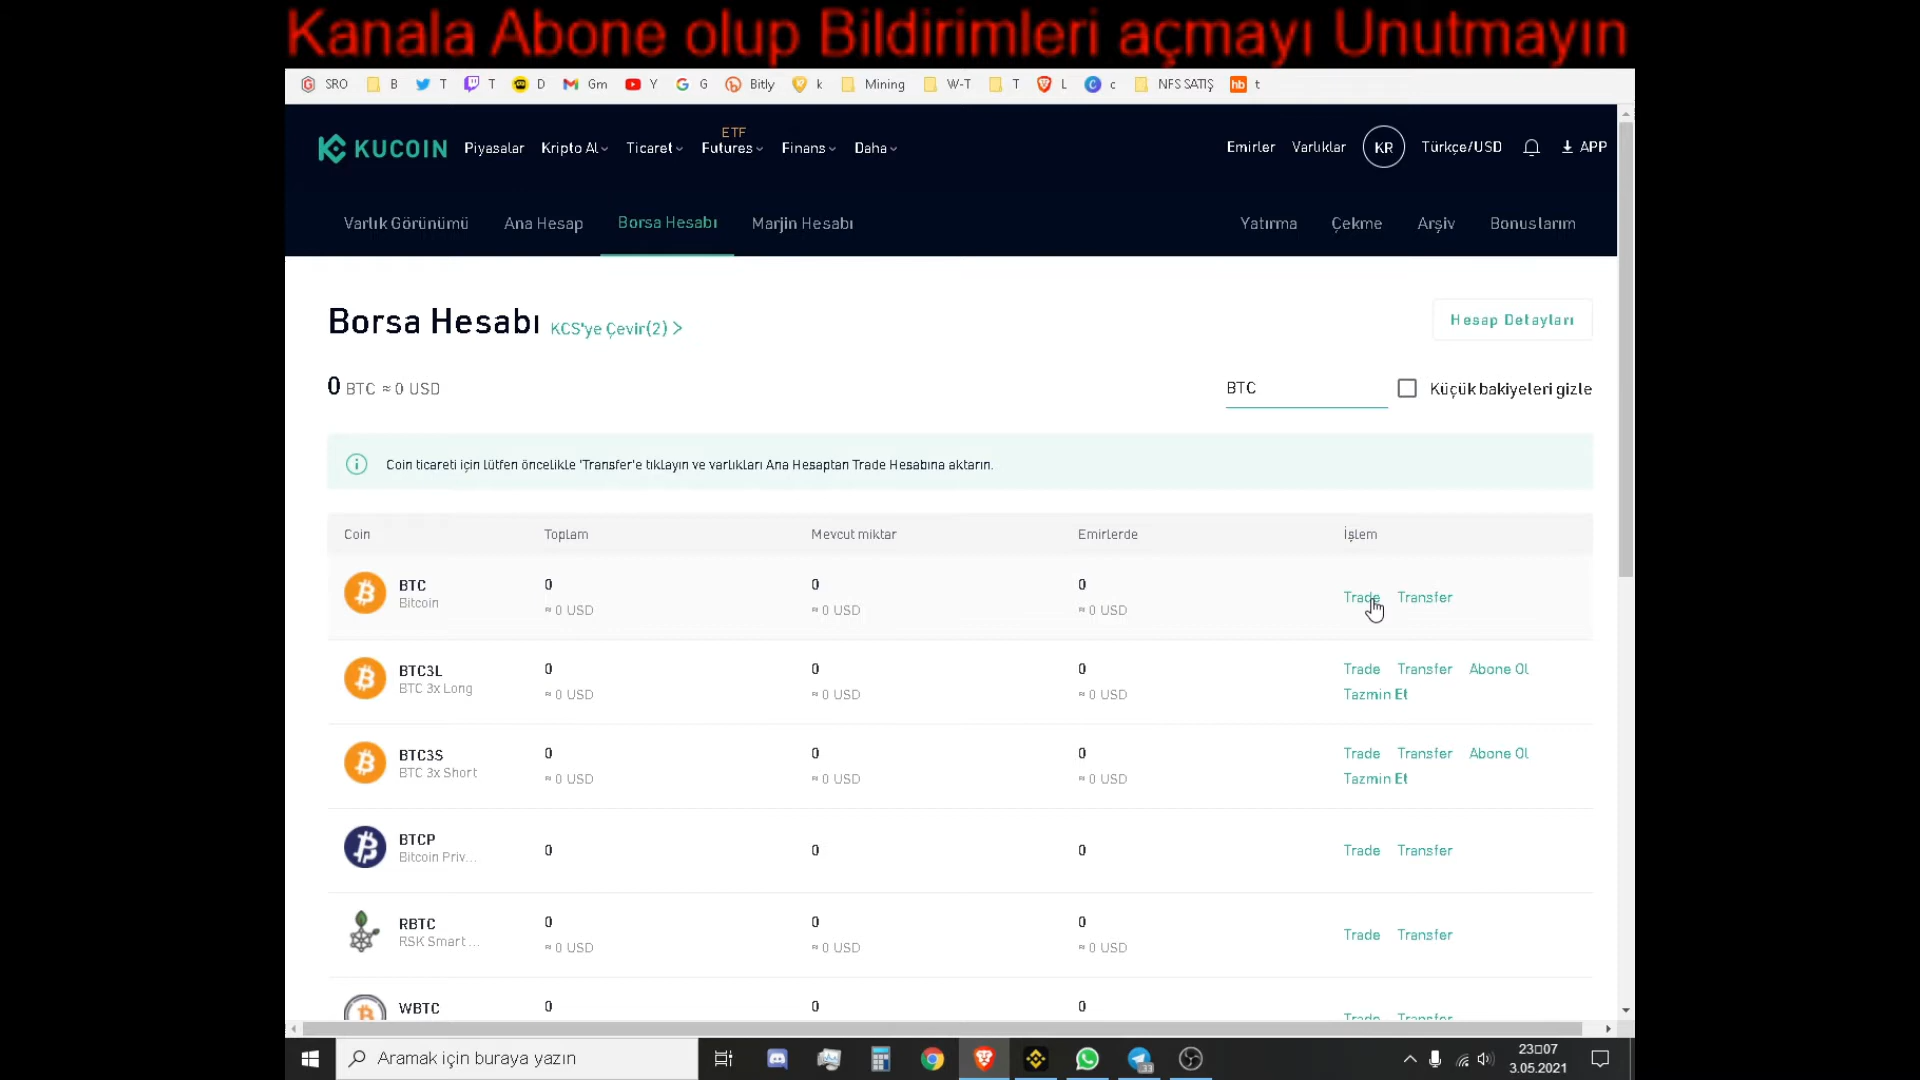 Kanala Abone olup Bildirimleri açmayı Unutmayın
SRO B T T D Gm Y G Bitly k Mining W-T T L c NFS SATIŞ hb t
ETF
KUCOIN Piyasalar Kripto Al Ticaret Futures Finans Daha Emirler Varlıklar KR Türkçe/USD APP
Varlık Görünümü Ana Hesap Borsa Hesabı Marjin Hesabı Yatırma Çekme Arşiv Bonuslarım
Borsa Hesabı KCS'ye Çevir(2) > Hesap Detayları
0 BTC ≈ 0 USD BTC Küçük bakiyeleri gizle
Coin ticareti için lütfen öncelikle 'Transfer'e tıklayın ve varlıkları Ana Hesaptan Trade Hesabına aktarın.
Coin Toplam Mevcut miktar Emirlerde İşlem
BTC 0 0 0
Bitcoin ≈ 0 USD ≈ 0 USD ≈ 0 USD Trade Transfer
BTC3L 0 0 0 Trade Transfer Abone Ol
BTC 3x Long ≈ 0 USD ≈ 0 USD ≈ 0 USD Tazmin Et
BTC3S 0 0 0 Trade Transfer Abone Ol
BTC 3x Short ≈ 0 USD ≈ 0 USD ≈ 0 USD Tazmin Et
BTCP 0 0 0 Trade Transfer
Bitcoin Priv...
RBTC 0 0 0 Trade Transfer
RSK Smart ... ≈ 0 USD ≈ 0 USD ≈ 0 USD
WBTC 0 0 0 Trade Transfer
Aramak için buraya yazın 33 23:07
3.05.2021